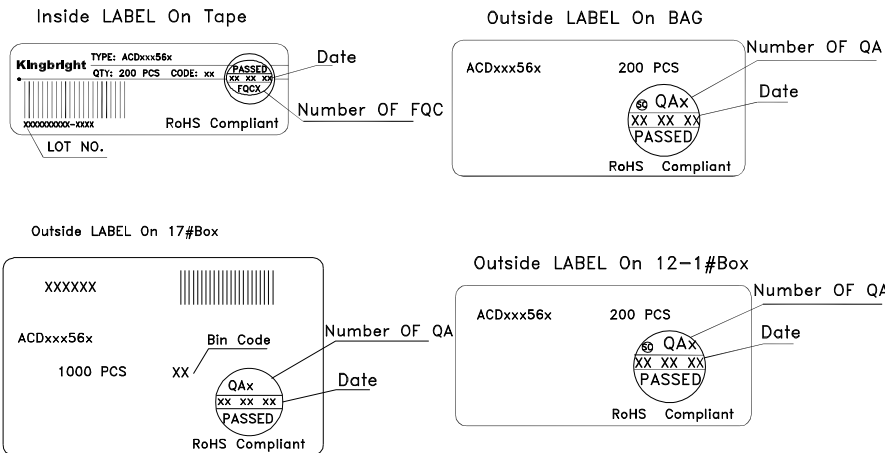 Inside LABEL On Tape
Kingbright
TYPE: ACDxxx56x
QTY: 200 PCS CODE: xx
PASSED
xx xx xx
FQCX
Date
Number OF FQC
xxxxxxxxxx-xxxx
RoHS Compliant
LOT NO.
Outside LABEL On BAG
ACDxxx56x
200 PCS
Number OF QA
SC QAx
Date
XX XX XX
PASSED
RoHS Compliant
Outside LABEL On 17#Box
XXXXXX
ACDxxx56x
Bin Code
Number OF QA
1000 PCS
XX
QAx
Date
xx xx xx
PASSED
RoHS Compliant
Outside LABEL On 12-1#Box
ACDxxx56x
200 PCS
Number OF QA
QAx
Date
XX XX XX
PASSED
RoHS Compliant